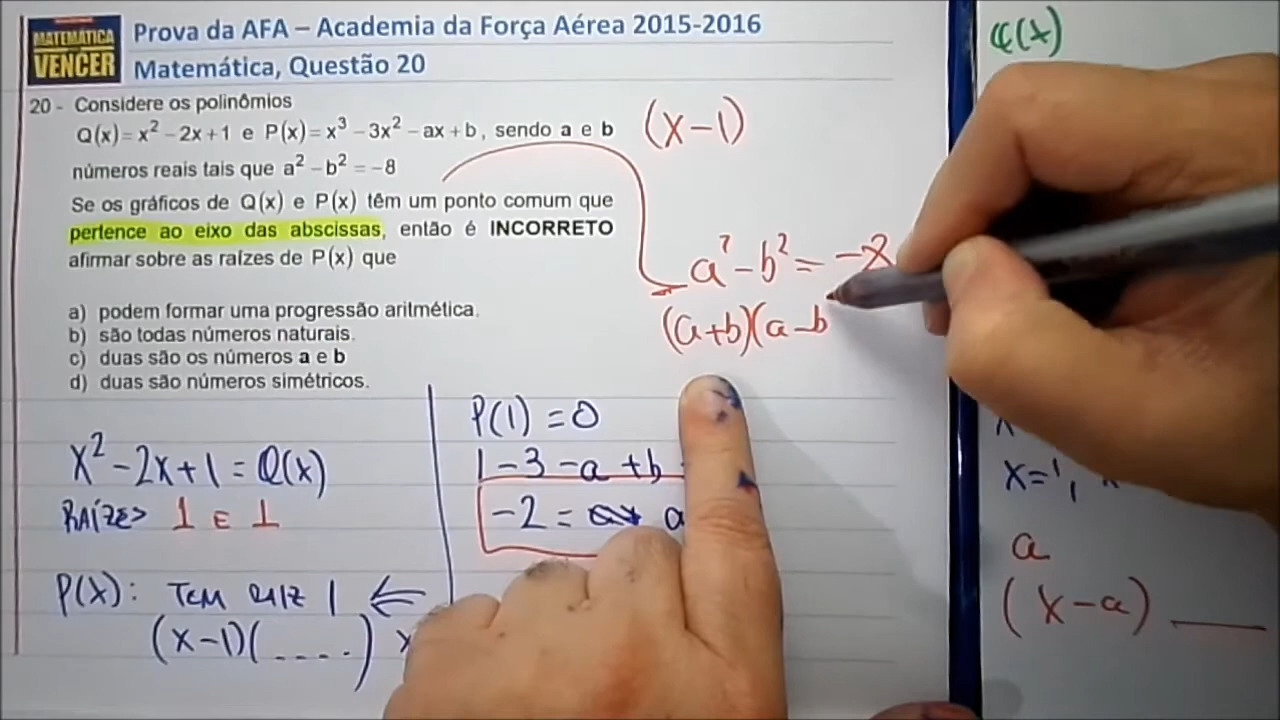 MATEMÁTICA
VENCER
Prova da AFA – Academia da Força Aérea 2015-2016
Matemática, Questão 20
20 - Considere os polinômios
Q(x) = x² - 2x + 1 e P(x) = x³ - 3x² - ax + b, sendo a e b
números reais tais que a² - b² = -8
Se os gráficos de Q(x) e P(x) têm um ponto comum que
pertence ao eixo das abscissas, então é INCORRETO
afirmar sobre as raízes de P(x) que
a) podem formar uma progressão aritmética.
b) são todas números naturais.
c) duas são os números a e b
d) duas são números simétricos.
(x-1)
a² - b² = -8
(a+b)(a-b
x² - 2x + 1 = Q(x)
RAÍZES 1 E 1
P(x): TEM RAIZ 1 ⇐
(x-1)(....) x
P(1) = 0
1 - 3 - a + b
-2 = a
Q(x)
x=1,
a
(x-a)